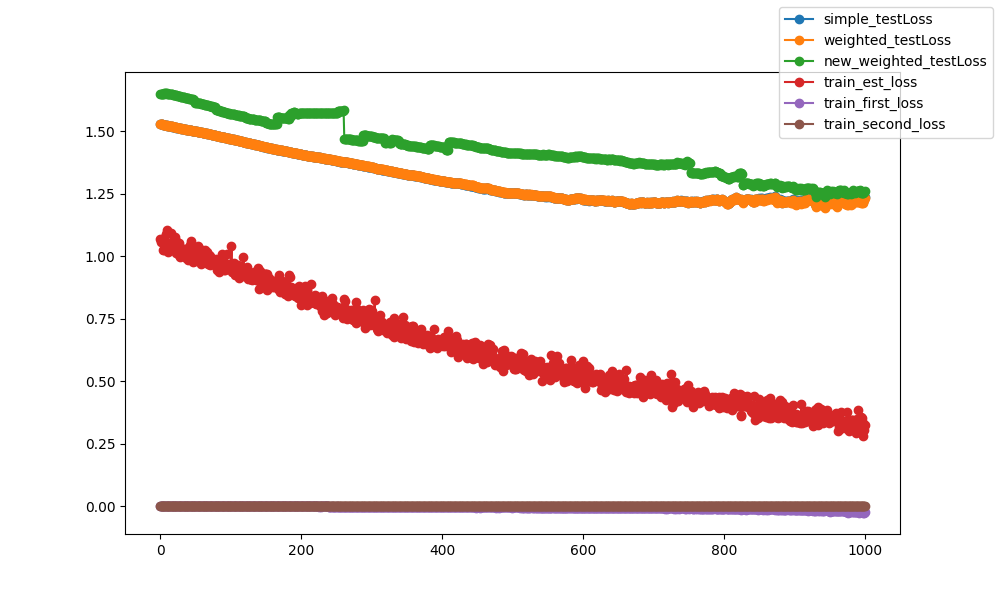 simple_testLoss
weighted_testLoss
new_weighted_testLoss
train_est_loss
train_first_loss
train_second_loss
1.50
1.25
1.00
0.75
0.50
0.25
0.00
0 200 400 600 800 1000